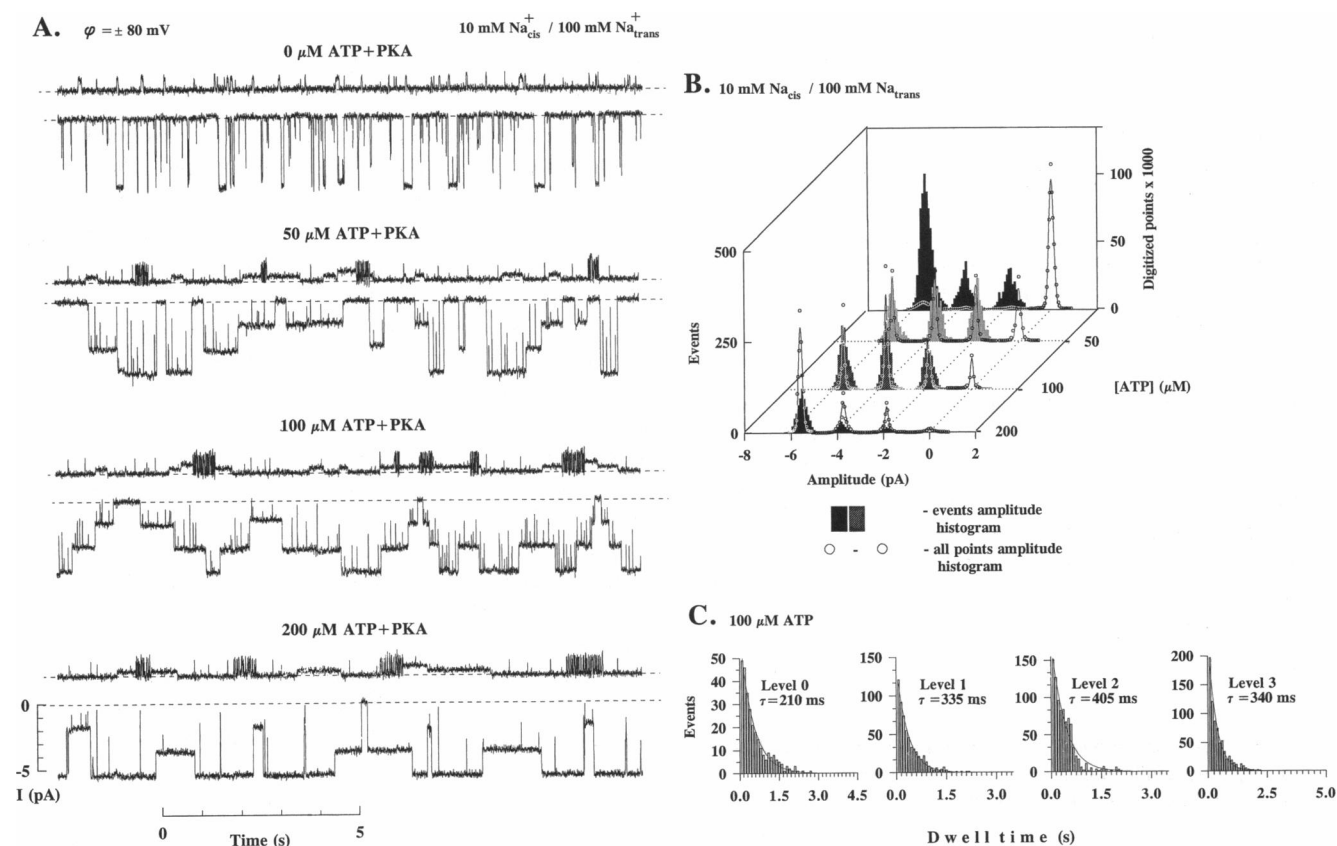 A. φ = ± 80 mV 10 mM Na+cis / 100 mM Na+trans
0 μM ATP+PKA
50 μM ATP+PKA
100 μM ATP+PKA
200 μM ATP+PKA
0
-5
I (pA)
0 5
Time (s)
B. 10 mM Nacis / 100 mM Natrans
Digitized points x 1000
100
50
0
Events
500
250
0
50
100
200
[ATP] (μM)
-8 -6 -4 -2 0 2
Amplitude (pA)
- events amplitude
histogram
- all points amplitude
histogram
C. 100 μM ATP
Events
50
40
30
20
10
0
Level 0
τ=210 ms
0.0 1.5 3.0 4.5
150
100
50
0
Level 1
τ=335 ms
0.0 1.5 3.0
150
100
50
0
Level 2
τ=405 ms
0.0 1.5 3.0
200
150
100
50
0
Level 3
τ=340 ms
0.0 2.5 5.0
Dwell time (s)